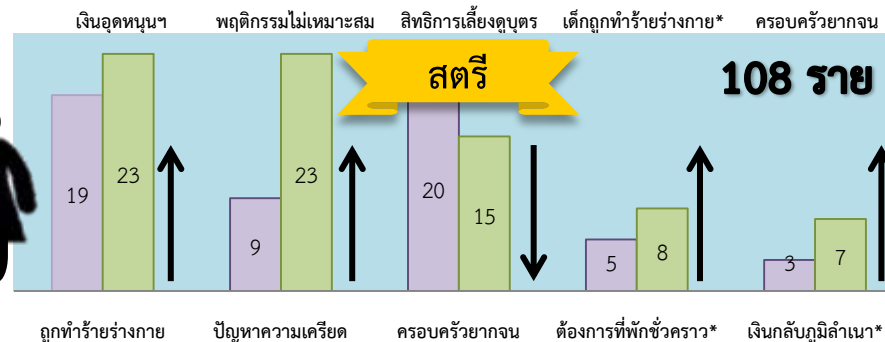 เงินอุดหนุนฯ พฤติกรรมไม่เหมาะสม สิทธิการเลี้ยงดูบุตร เด็กถูกทำร้ายร่างกาย* ครอบครัวยากจน
สตรี
108 ราย
19 23 9 23 20 15 5 8 3 7
ถูกทำร้ายร่างกาย ปัญหาความเครียด ครอบครัวยากจน ต้องการที่พักชั่วคราว* เงินกลับภูมิลำเนา*